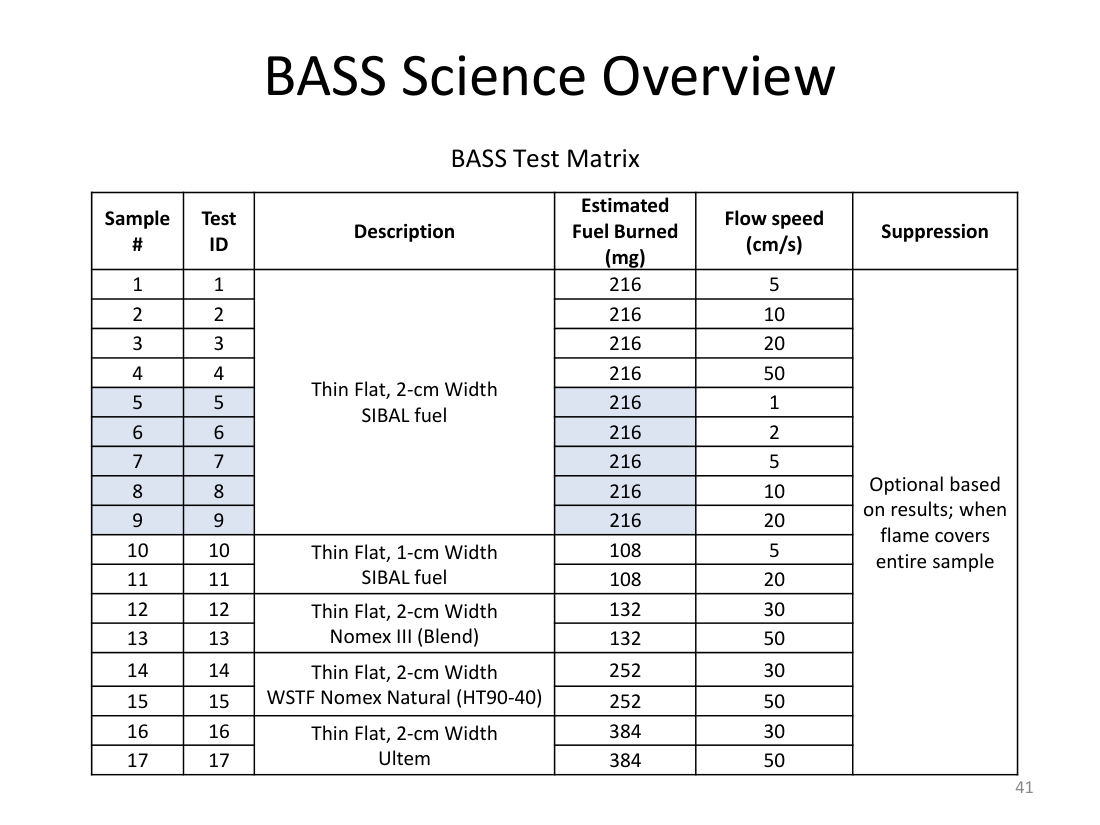 BASS Science Overview
BASS Test Matrix
Sample # Test ID Description Estimated Fuel Burned (mg) Flow speed (cm/s) Suppression
1 1 216 5
2 2 216 10
3 3 216 20
4 4 216 50
Thin Flat, 2-cm Width
SIBAL fuel
5 5 216 1
6 6 216 2
7 7 216 5
8 8 216 10
9 9 216 20
Optional based
on results; when
flame covers
entire sample
10 10 Thin Flat, 1-cm Width 108 5
11 11 SIBAL fuel 108 20
12 12 Thin Flat, 2-cm Width 132 30
13 13 Nomex III (Blend) 132 50
14 14 Thin Flat, 2-cm Width 252 30
15 15 WSTF Nomex Natural (HT90-40) 252 50
16 16 Thin Flat, 2-cm Width 384 30
17 17 Ultem 384 50
41